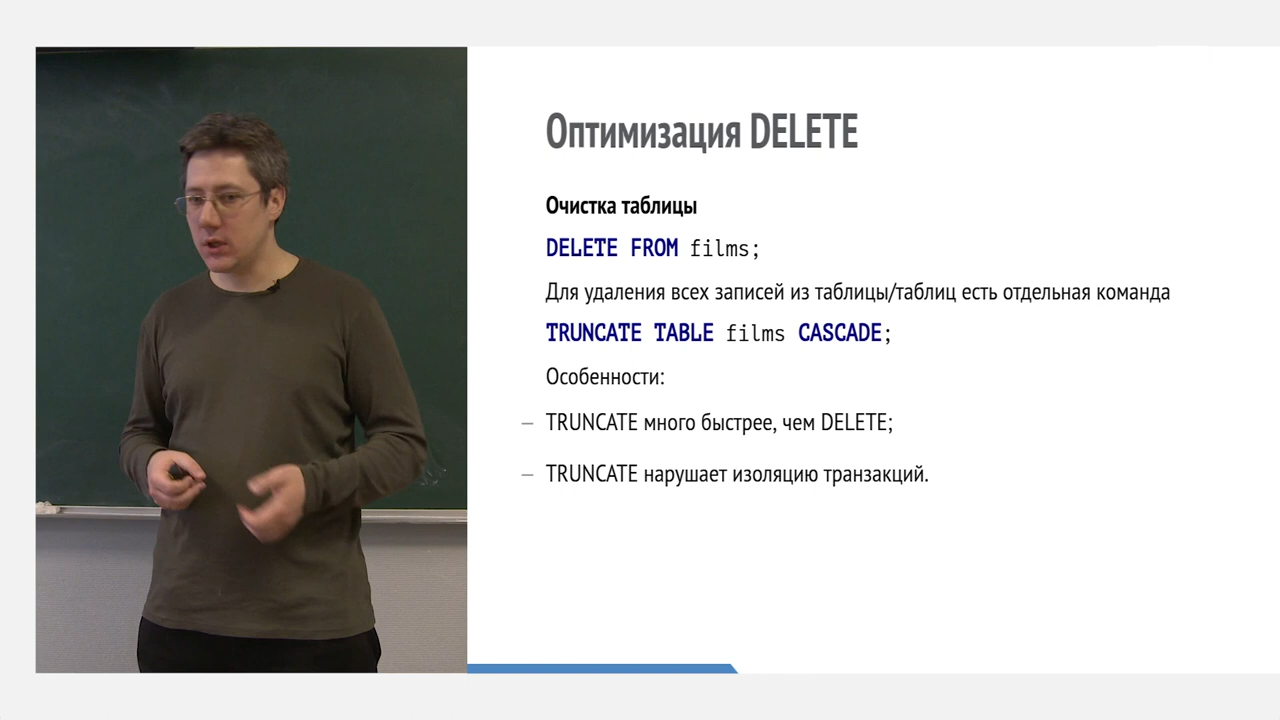 Оптимизация DELETE
Очистка таблицы
DELETE FROM films;
Для удаления всех записей из таблицы/таблиц есть отдельная команда
TRUNCATE TABLE films CASCADE;
Особенности:
– TRUNCATE много быстрее, чем DELETE;
– TRUNCATE нарушает изоляцию транзакций.